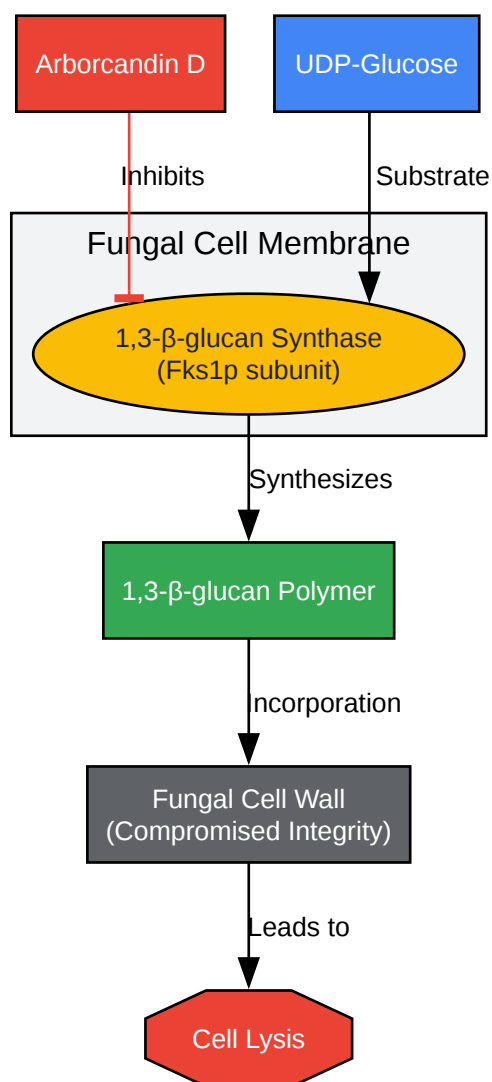 Arborcandin D
UDP-Glucose
Inhibits
Substrate
Fungal Cell Membrane
1,3-β-glucan Synthase
(Fks1p subunit)
Synthesizes
1,3-β-glucan Polymer
Incorporation
Fungal Cell Wall
(Compromised Integrity)
Leads to
Cell Lysis